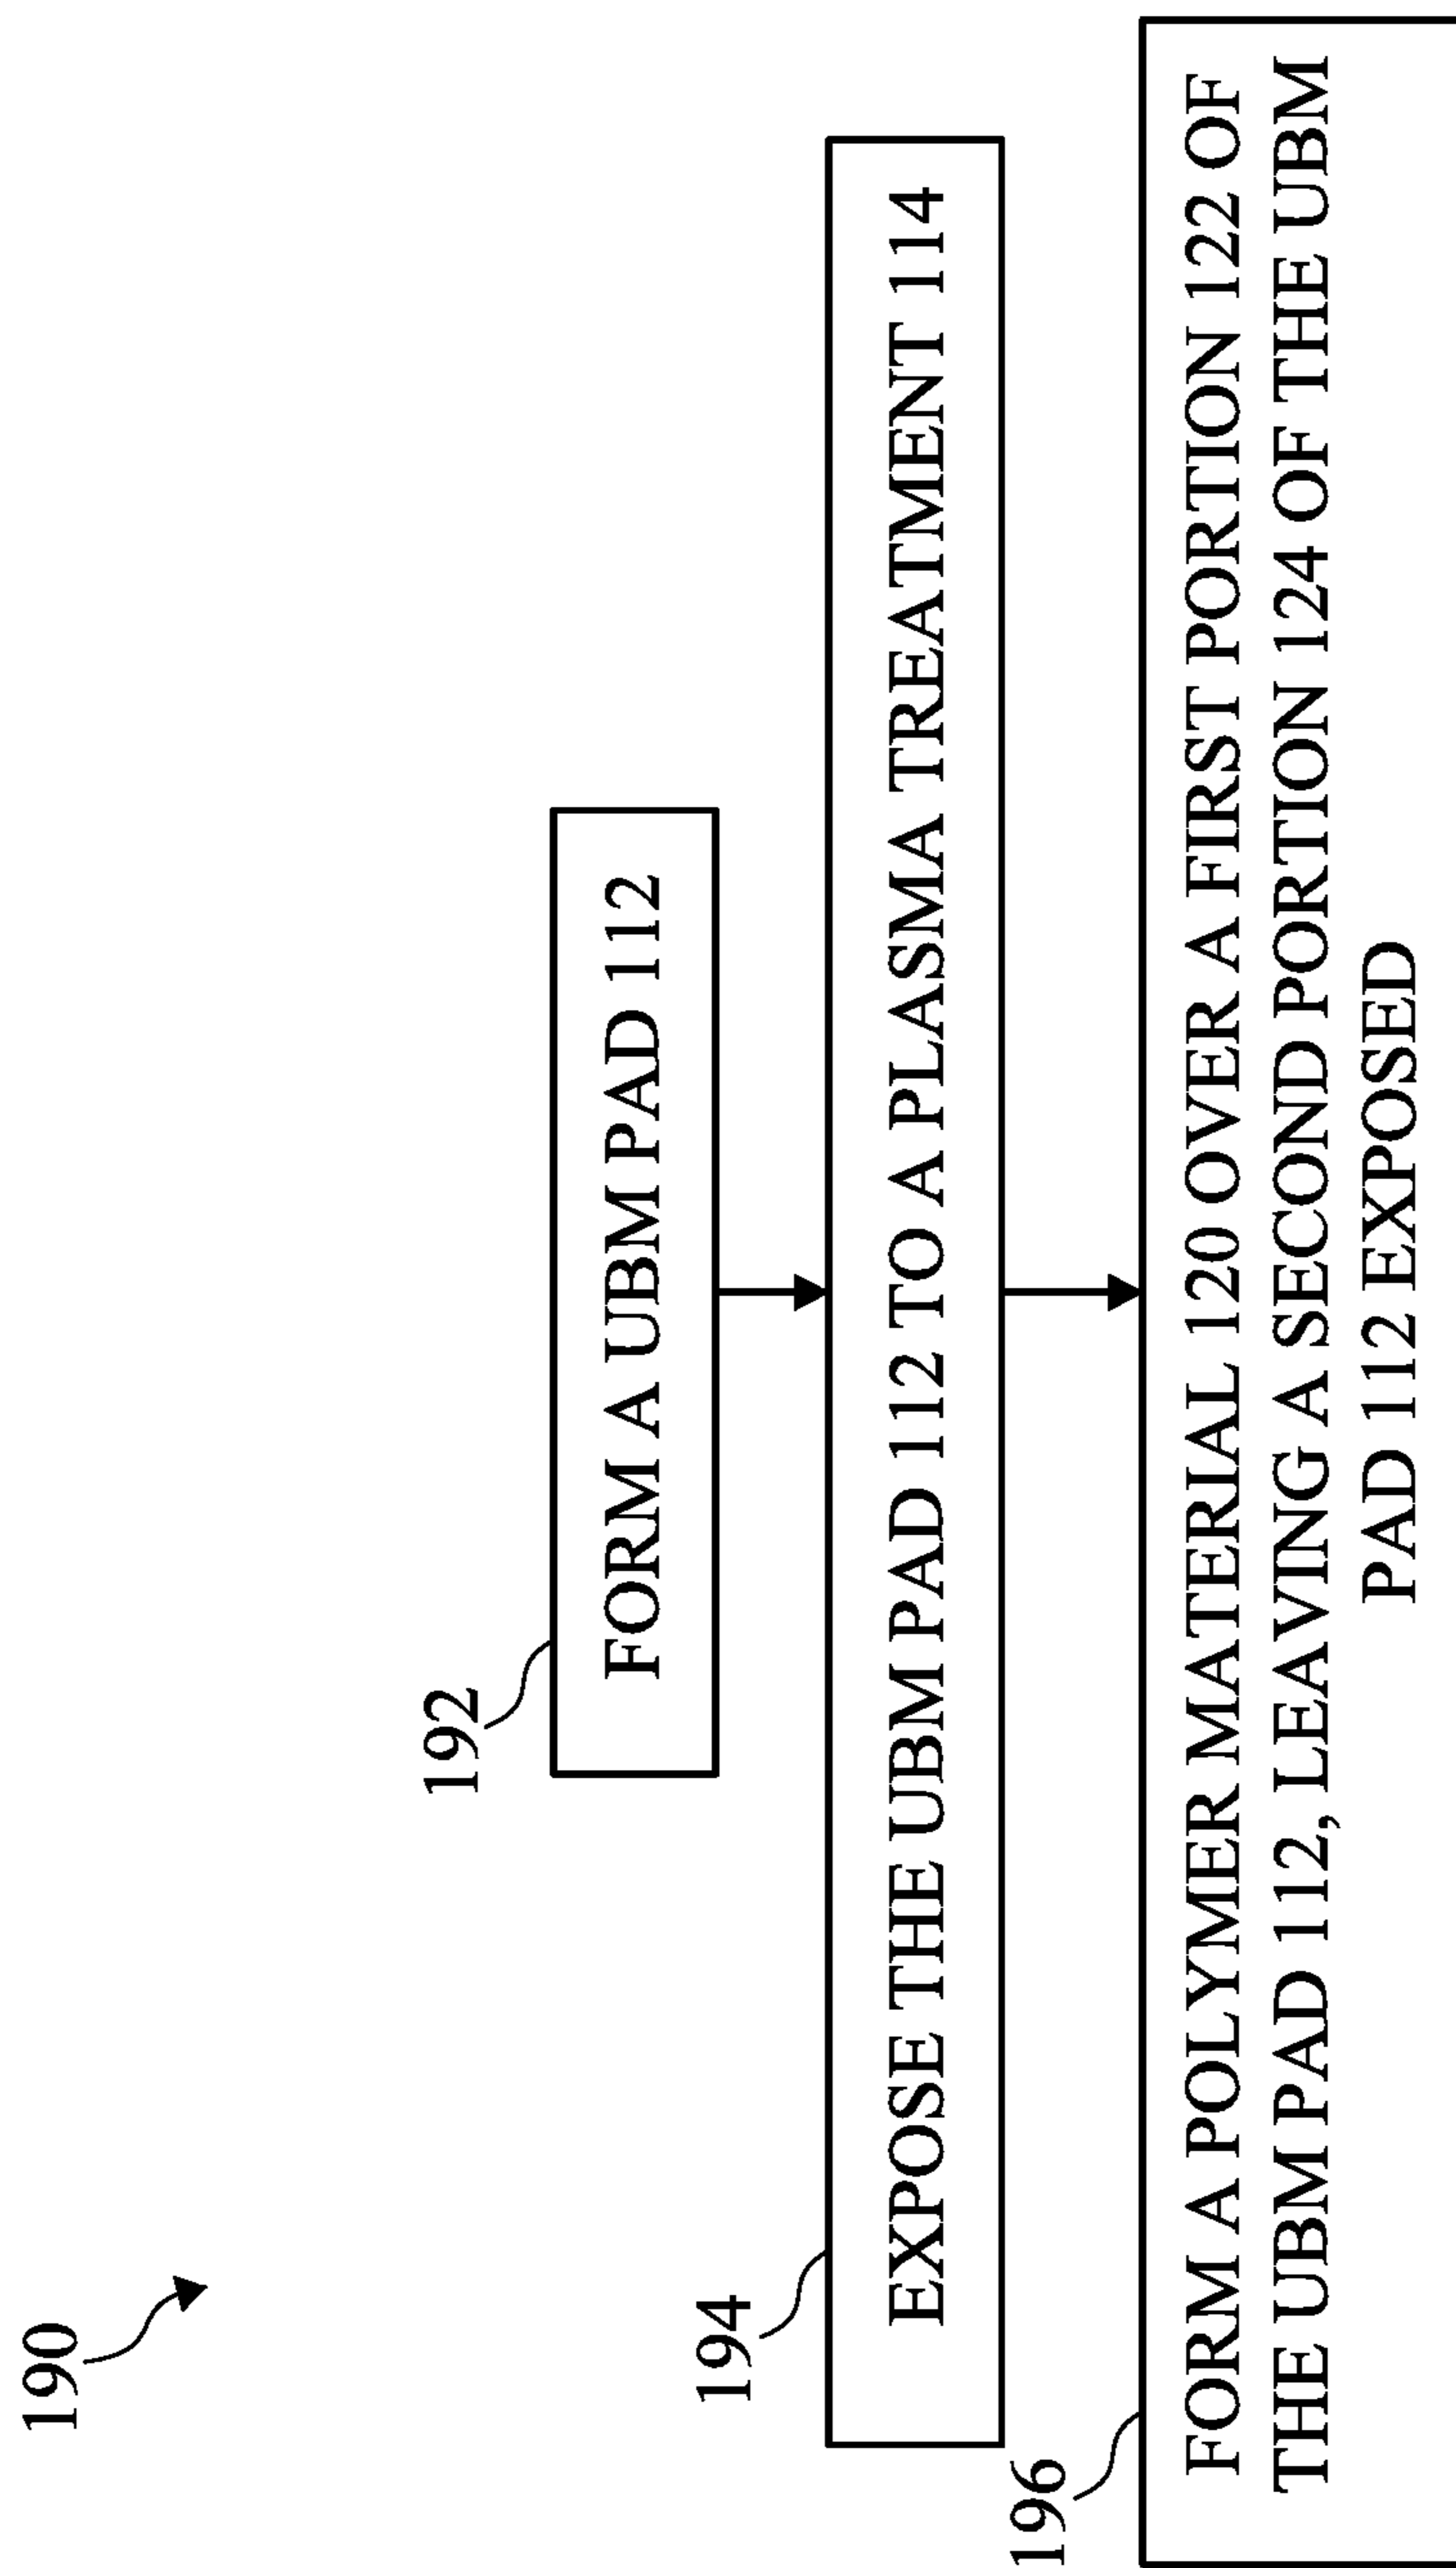 190
192
FORM A UBM PAD 112
194
EXPOSE THE UBM PAD 112 TO A PLASMA TREATMENT 114
196
FORM A POLYMER MATERIAL 120 OVER A FIRST PORTION 122 OF
THE UBM PAD 112, LEAVING A SECOND PORTION 124 OF THE UBM
PAD 112 EXPOSED